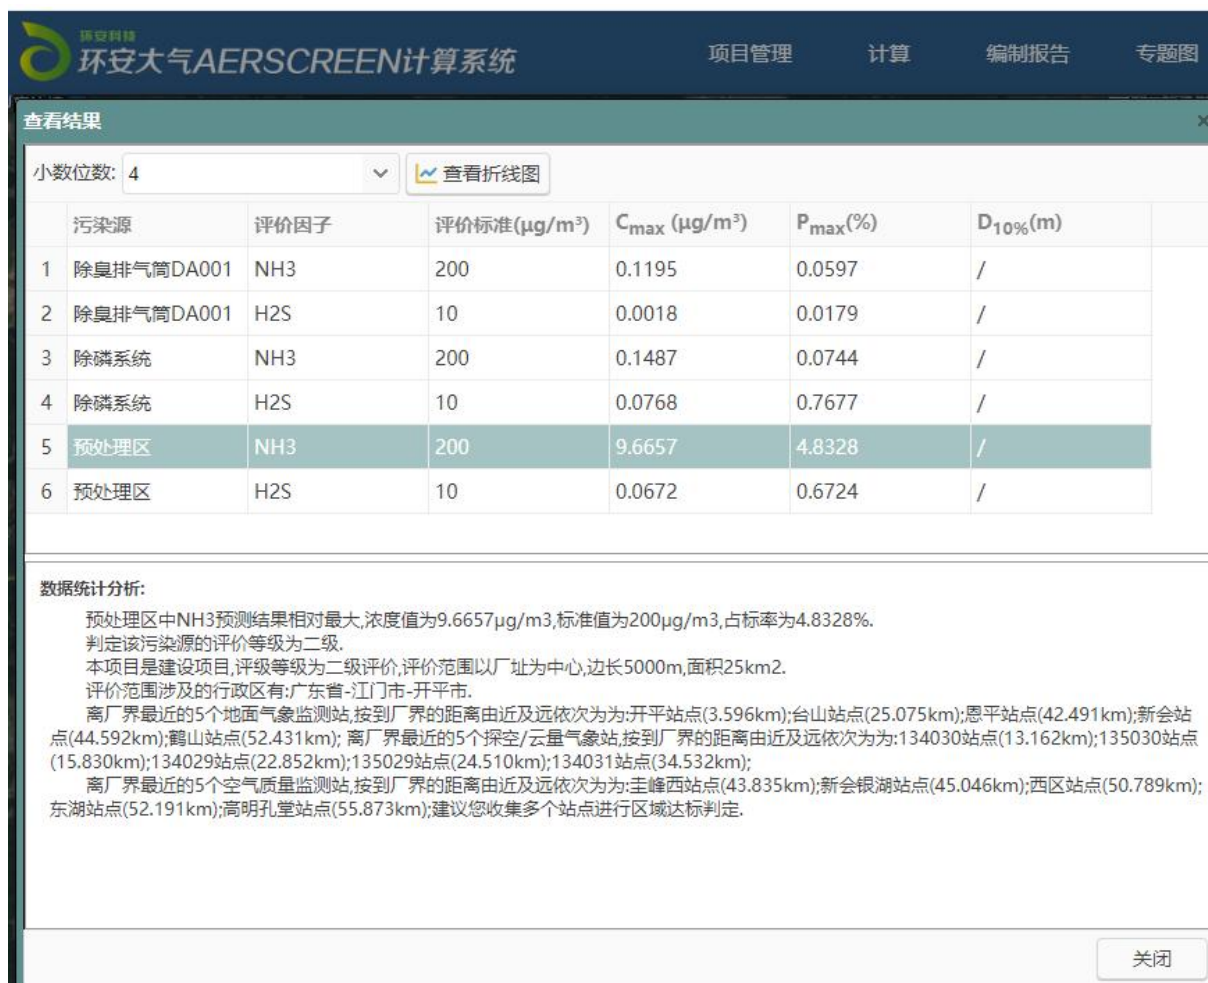 环安科技
环安大气AERSCREEN计算系统 项目管理 计算 编制报告 专题图
查看结果 ×
小数位数: 4 查看折线图
污染源 评价因子 评价标准(μg/m³) Cmax (μg/m³) Pmax(%) D10%(m)
1 除臭排气筒DA001 NH3 200 0.1195 0.0597 /
2 除臭排气筒DA001 H2S 10 0.0018 0.0179 /
3 除磷系统 NH3 200 0.1487 0.0744 /
4 除磷系统 H2S 10 0.0768 0.7677 /
5 预处理区 NH3 200 9.6657 4.8328 /
6 预处理区 H2S 10 0.0672 0.6724 /
数据统计分析:
预处理区中NH3预测结果相对最大,浓度值为9.6657μg/m3,标准值为200μg/m3,占标率为4.8328%.
判定该污染源的评价等级为二级.
本项目是建设项目,评级等级为二级评价,评价范围以厂址为中心,边长5000m,面积25km2.
评价范围涉及的行政区有:广东省-江门市-开平市.
离厂界最近的5个地面气象监测站,按到厂界的距离由近及远依次为为:开平站点(3.596km);台山站点(25.075km);恩平站点(42.491km);新会站
点(44.592km);鹤山站点(52.431km); 离厂界最近的5个探空/云量气象站,按到厂界的距离由近及远依次为为:134030站点(13.162km);135030站点
(15.830km);134029站点(22.852km);135029站点(24.510km);134031站点(34.532km);
离厂界最近的5个空气质量监测站,按到厂界的距离由近及远依次为为:圭峰西站点(43.835km);新会银湖站点(45.046km);西区站点(50.789km);
东湖站点(52.191km);高明孔堂站点(55.873km);建议您收集多个站点进行区域达标判定.
关闭